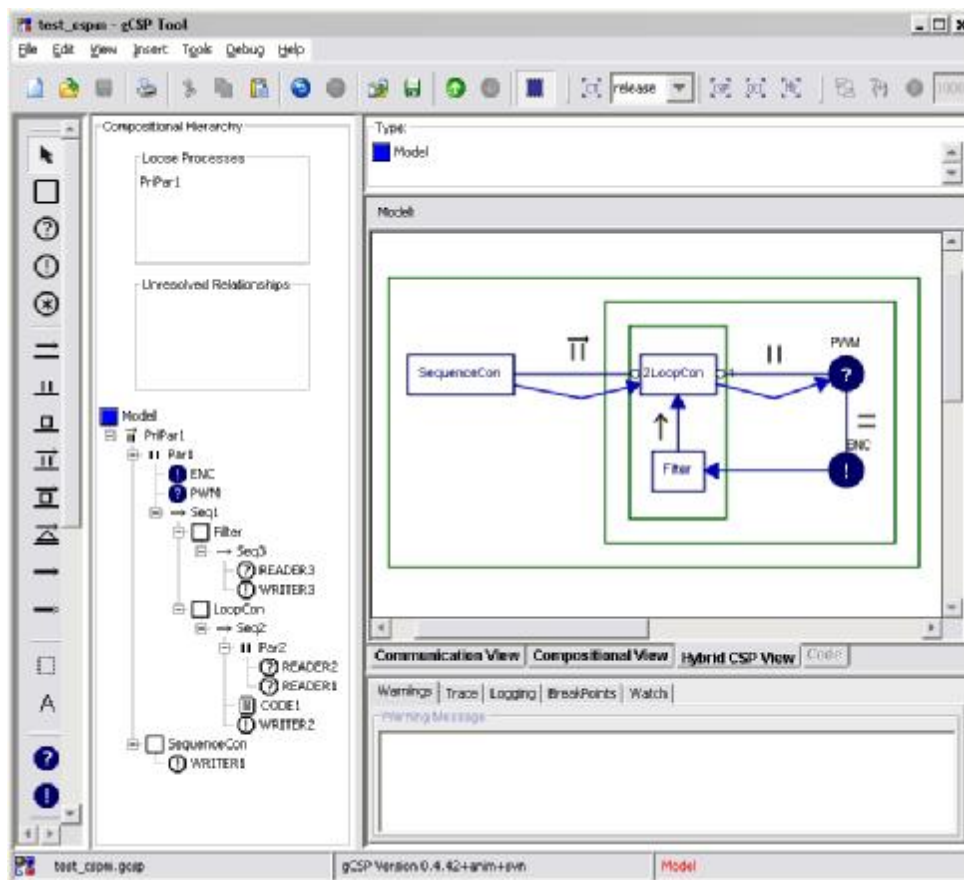 test_cspm - gCSP Tool
File Edit View Insert Tools Debug Help
release
1000
Compositional Hierarchy
Loose Processes
PriPar1
Unresolved Relationships
Model
PriPar1
Par1
ENC
PWM
Seq1
Filter
Seq3
READER3
WRITER3
LoopCon
Seq2
Par2
READER2
READER1
CODE1
WRITER2
SequenceCon
WRITER1
A
Type:
Model
Model:
SequenceCon
2LoopCon
PWM
?
ENC
!
Filter
Communication View Compositional View Hybrid CSP View Code
Warnings Trace Logging BreakPoints Watch
Warning Message
test_cspm.gcsp
gCSP Version 0.4.42+anim+svn
Model